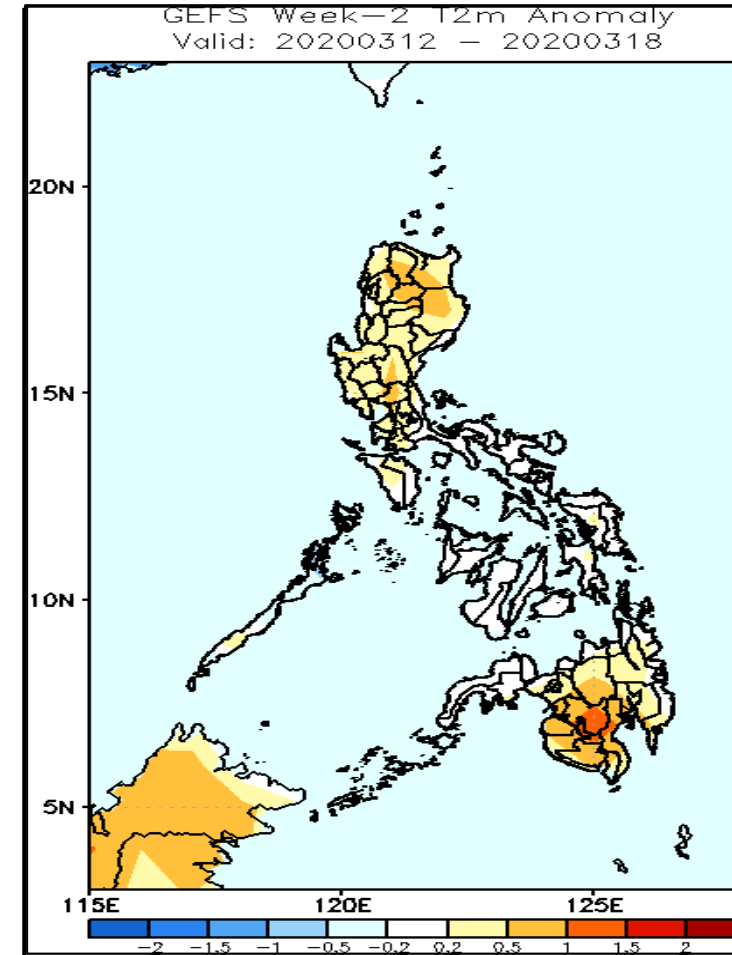 GEFS Week-2 T2m Anomaly
Valid: 20200312 - 20200318
20N
15N
10N
5N
115E 120E 125E
-2 -1.5 -1 -0.5 -0.2 0.2 0.5 1 1.5 2